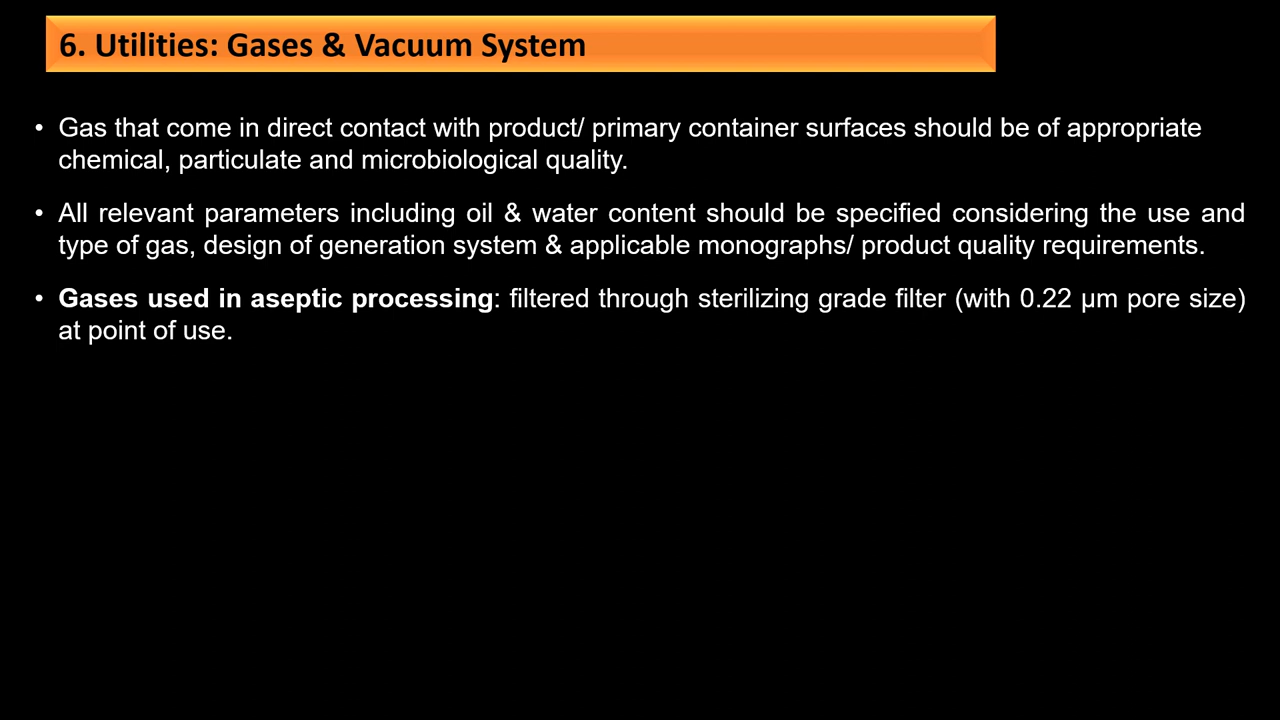 6. Utilities: Gases & Vacuum System
• Gas that come in direct contact with product/ primary container surfaces should be of appropriate
chemical, particulate and microbiological quality.
• All relevant parameters including oil & water content should be specified considering the use and
type of gas, design of generation system & applicable monographs/ product quality requirements.
• Gases used in aseptic processing: filtered through sterilizing grade filter (with 0.22 µm pore size)
at point of use.